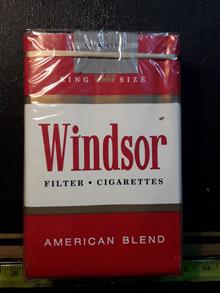 KING SIZE
Windsor
FILTER • CIGARETTES
AMERICAN BLEND